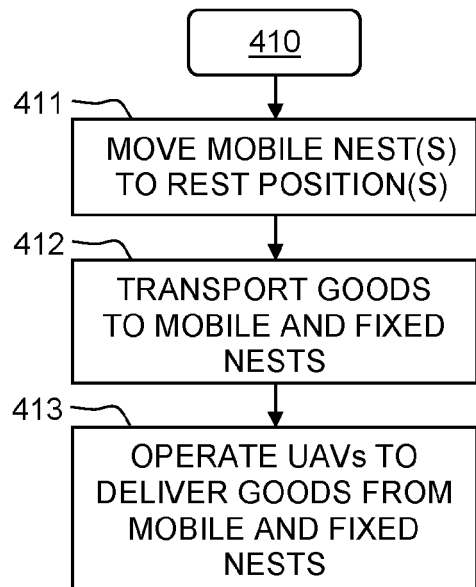 410
411
MOVE MOBILE NEST(S)
TO REST POSITION(S)
412
TRANSPORT GOODS
TO MOBILE AND FIXED
NESTS
413
OPERATE UAVs TO
DELIVER GOODS FROM
MOBILE AND FIXED
NESTS